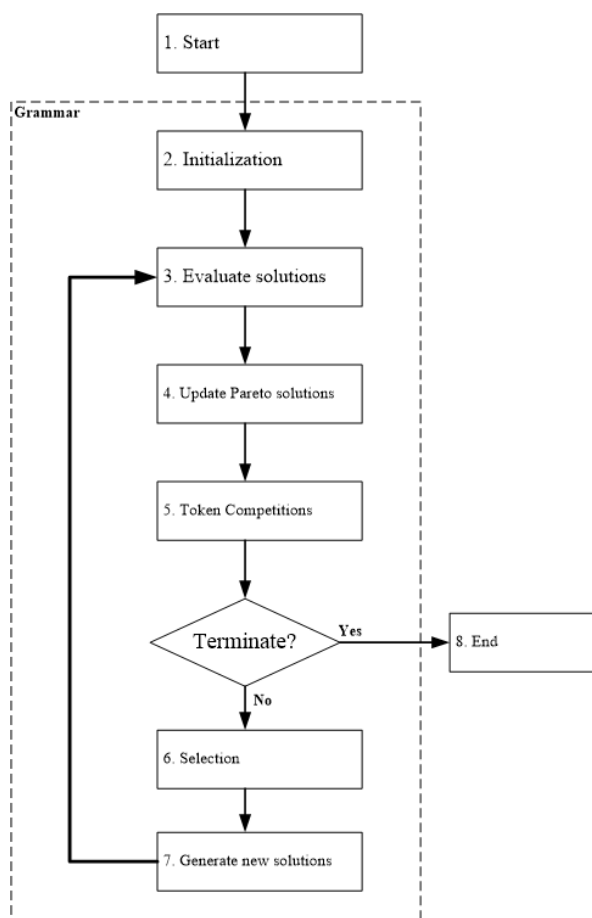 1. Start
Grammar
2. Initialization
3. Evaluate solutions
4. Update Pareto solutions
5. Token Competitions
Terminate?
Yes
8. End
No
6. Selection
7. Generate new solutions